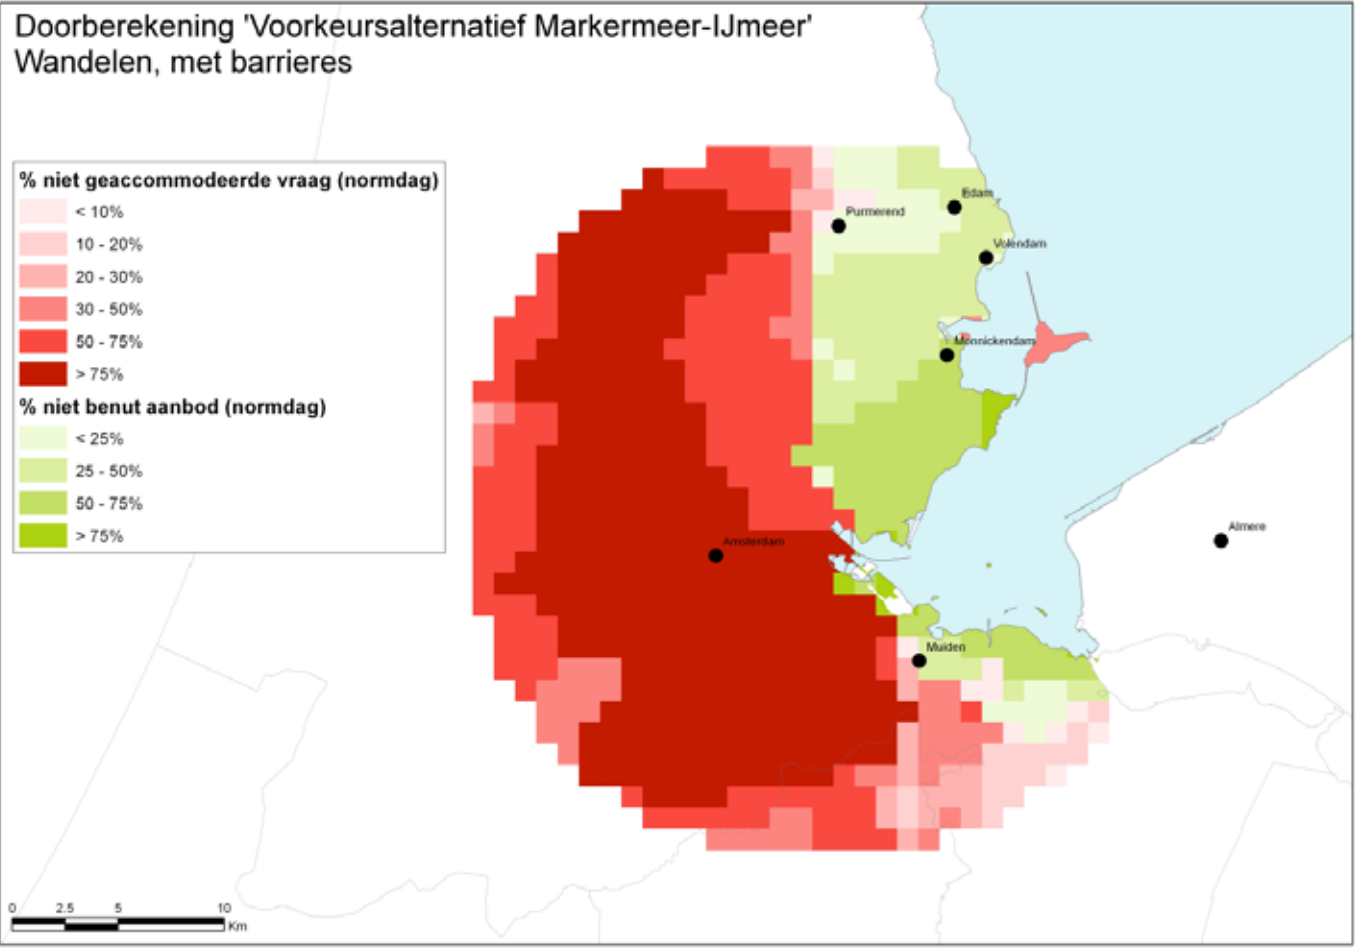 Doorberekening 'Voorkeursalternatief Markermeer-IJmeer'
Wandelen, met barrieres
% niet geaccommodeerde vraag (normdag)
< 10%
10 - 20%
20 - 30%
30 - 50%
50 - 75%
> 75%
% niet benut aanbod (normdag)
< 25%
25 - 50%
50 - 75%
> 75%
Edam
Purmerend
Volendam
Monnickendam
Almere
Amsterdam
Muiden
0 2.5 5 10
Km